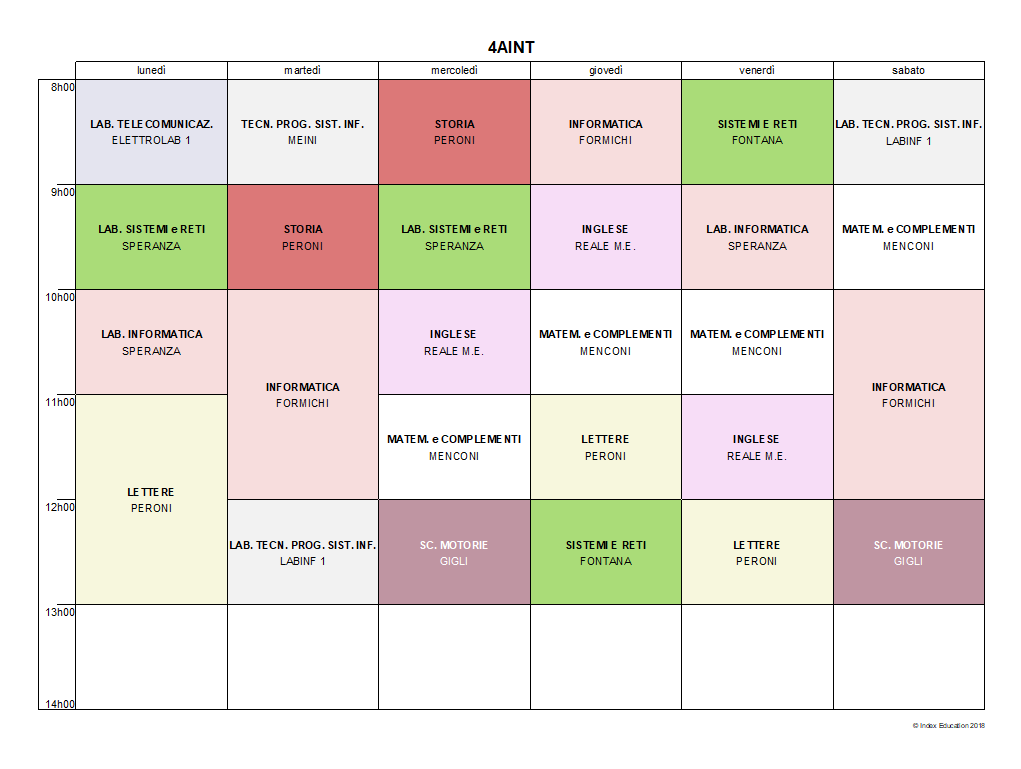 4AINT
lunedì martedì mercoledì giovedì venerdì sabato
8h00
LAB. TELECOMUNICAZ. TECN. PROG. SIST. INF. STORIA INFORMATICA SISTEMI E RETI LAB. TECN. PROG. SIST. INF.
ELETTROLAB 1 MEINI PERONI FORMICHI FONTANA LABINF 1
9h00
LAB. SISTEMI e RETI STORIA LAB. SISTEMI e RETI INGLESE LAB. INFORMATICA MATEM. e COMPLEMENTI
SPERANZA PERONI SPERANZA REALE M.E. SPERANZA MENCONI
10h00
LAB. INFORMATICA INGLESE MATEM. e COMPLEMENTI MATEM. e COMPLEMENTI
SPERANZA REALE M.E. MENCONI MENCONI
INFORMATICA INFORMATICA
11h00 FORMICHI FORMICHI
MATEM. e COMPLEMENTI LETTERE INGLESE
MENCONI PERONI REALE M.E.
LETTERE
12h00 PERONI
LAB. TECN. PROG. SIST. INF. SC. MOTORIE SISTEMI E RETI LETTERE SC. MOTORIE
LABINF 1 GIGLI FONTANA PERONI GIGLI
13h00
14h00
© Index Education 2018